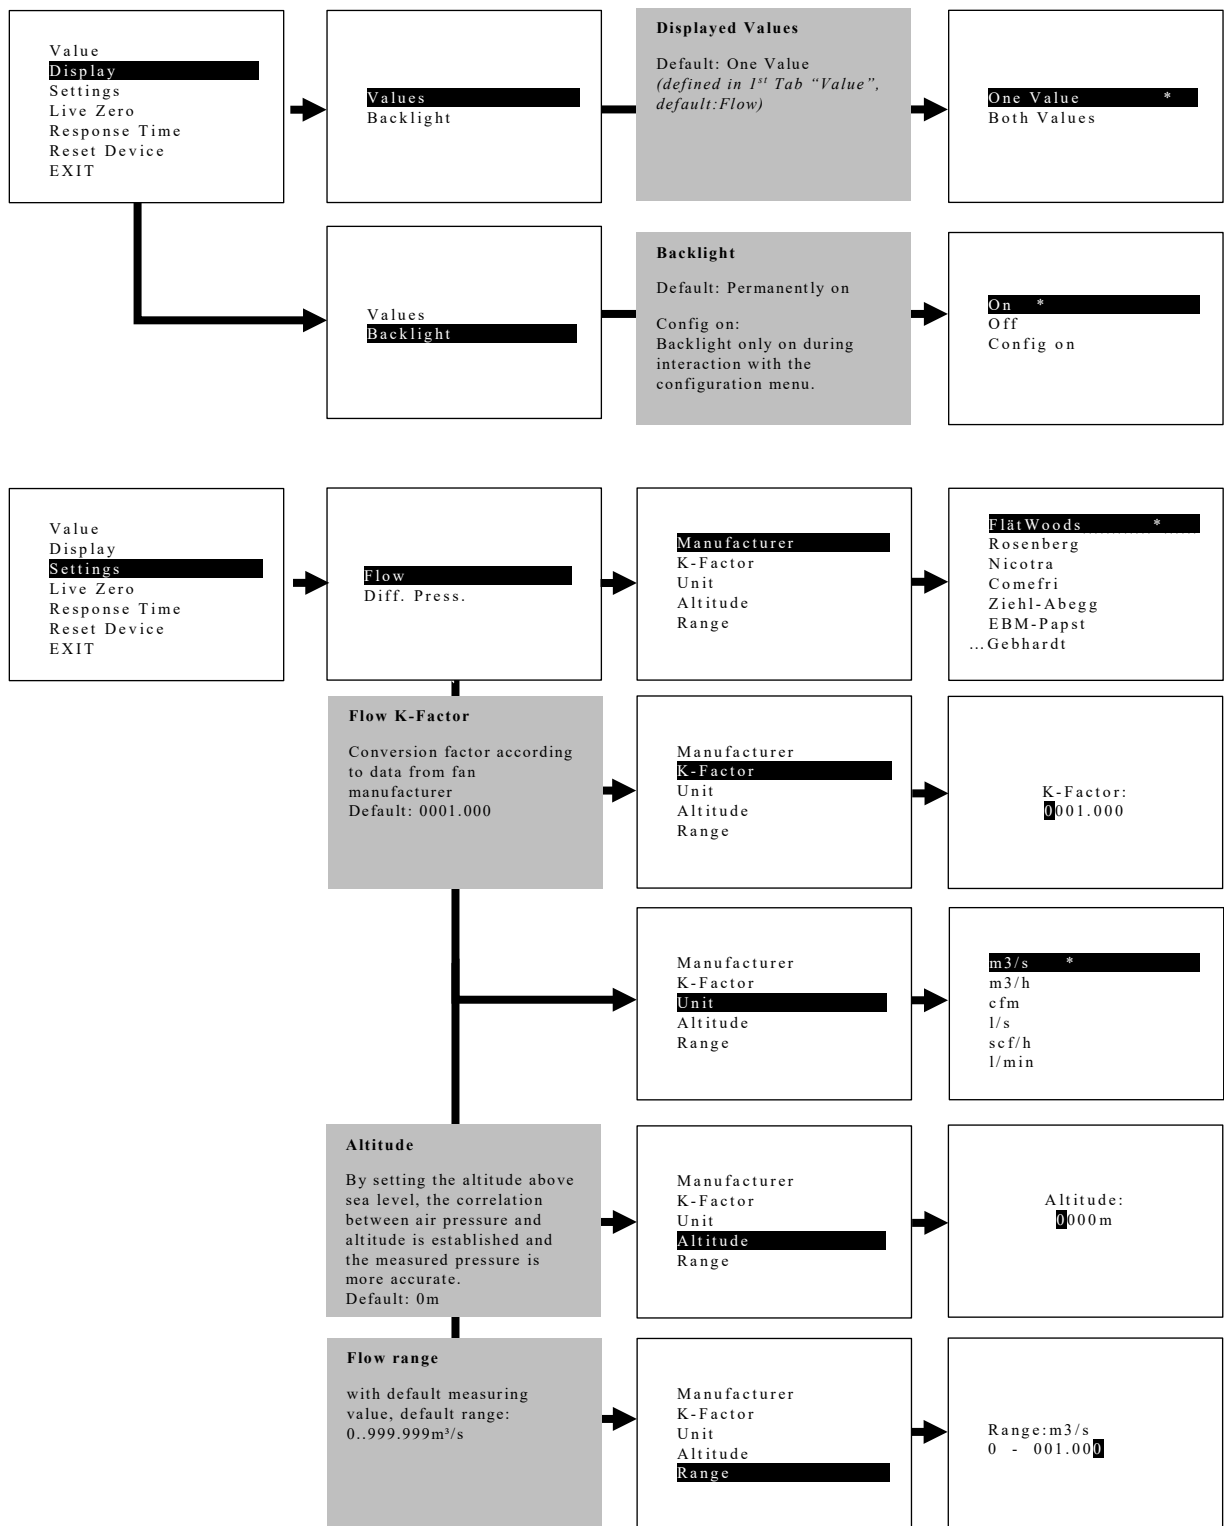 Value
Display
Settings
Live Zero
Response Time
Reset Device
EXIT
Values
Backlight
Displayed Values
Default: One Value
(defined in 1st Tab “Value”,
default:Flow)
One Value *
Both Values
Values
Backlight
Backlight
Default: Permanently on
Config on:
Backlight only on during
interaction with the
configuration menu.
On *
Off
Config on
Value
Display
Settings
Live Zero
Response Time
Reset Device
EXIT
Flow
Diff. Press.
Manufacturer
K-Factor
Unit
Altitude
Range
FlätWoods *
Rosenberg
Nicotra
Comefri
Ziehl-Abegg
EBM-Papst
...Gebhardt
Flow K-Factor
Conversion factor according
to data from fan
manufacturer
Default: 0001.000
Manufacturer
K-Factor
Unit
Altitude
Range
K-Factor:
0001.000
Manufacturer
K-Factor
Unit
Altitude
Range
m3/s *
m3/h
cfm
l/s
scf/h
l/min
Altitude
By setting the altitude above
sea level, the correlation
between air pressure and
altitude is established and
the measured pressure is
more accurate.
Default: 0m
Manufacturer
K-Factor
Unit
Altitude
Range
Altitude:
0000m
Flow range
with default measuring
value, default range:
0..999.999m³/s
Manufacturer
K-Factor
Unit
Altitude
Range
Range:m3/s
0 - 001.000